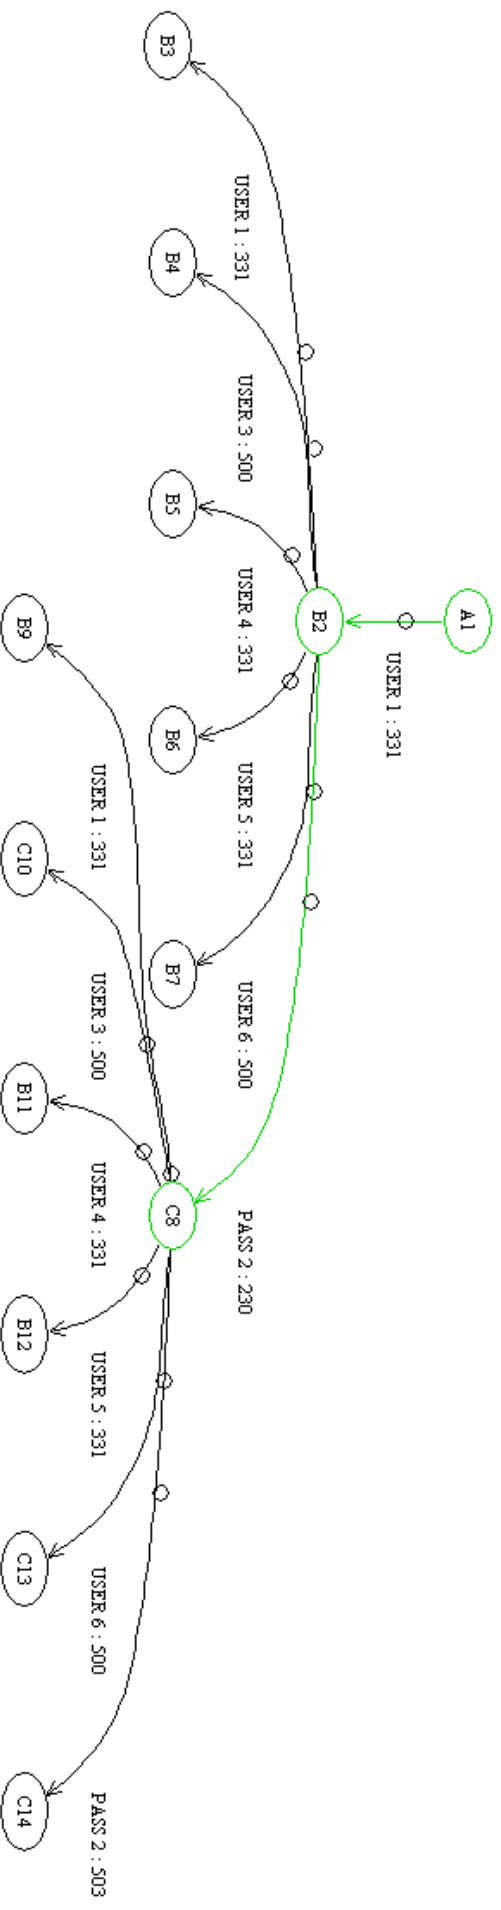 A1
USER 1 : 331
B2
USER 1 : 331
USER 3 : 500
USER 4 : 331
USER 5 : 331
USER 6 : 500
PASS 2 : 230
B3
B4
B5
B6
B7
C8
USER 1 : 331
USER 3 : 500
USER 4 : 331
USER 5 : 331
USER 6 : 500
PASS 2 : 503
B9
C10
B11
B12
C13
C14